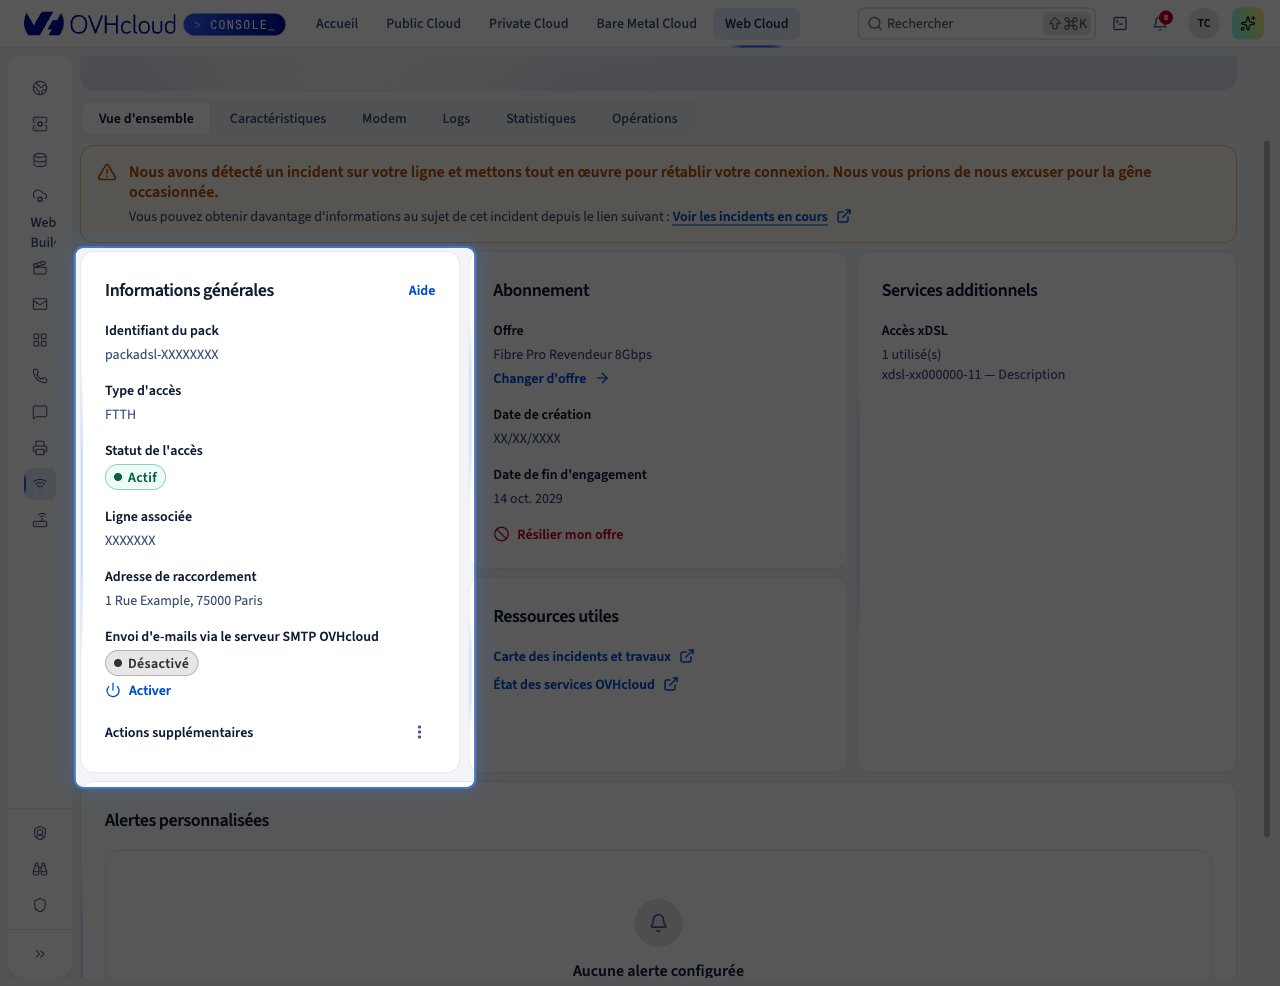 OVHcloud
> CONSOLE_
Accueil
Public Cloud
Private Cloud
Bare Metal Cloud
Web Cloud
Rechercher
⇧⌘K
8
TC
Web
Buil
Vue d'ensemble
Caractéristiques
Modem
Logs
Statistiques
Opérations
Nous avons détecté un incident sur votre ligne et mettons tout en œuvre pour rétablir votre connexion. Nous vous prions de nous excuser pour la gêne
occasionnée.
Vous pouvez obtenir davantage d'informations au sujet de cet incident depuis le lien suivant : Voir les incidents en cours
Informations générales
Aide
Identifiant du pack
packadsl-XXXXXXXX
Type d'accès
FTTH
Statut de l'accès
Actif
Ligne associée
XXXXXXX
Adresse de raccordement
1 Rue Example, 75000 Paris
Envoi d'e-mails via le serveur SMTP OVHcloud
Désactivé
Activer
Actions supplémentaires
Abonnement
Offre
Fibre Pro Revendeur 8Gbps
Changer d'offre
Date de création
XX/XX/XXXX
Date de fin d'engagement
14 oct. 2029
Résilier mon offre
Ressources utiles
Carte des incidents et travaux
État des services OVHcloud
Services additionnels
Accès xDSL
1 utilisé(s)
xdsl-xx000000-11 — Description
Alertes personnalisées
Aucune alerte configurée